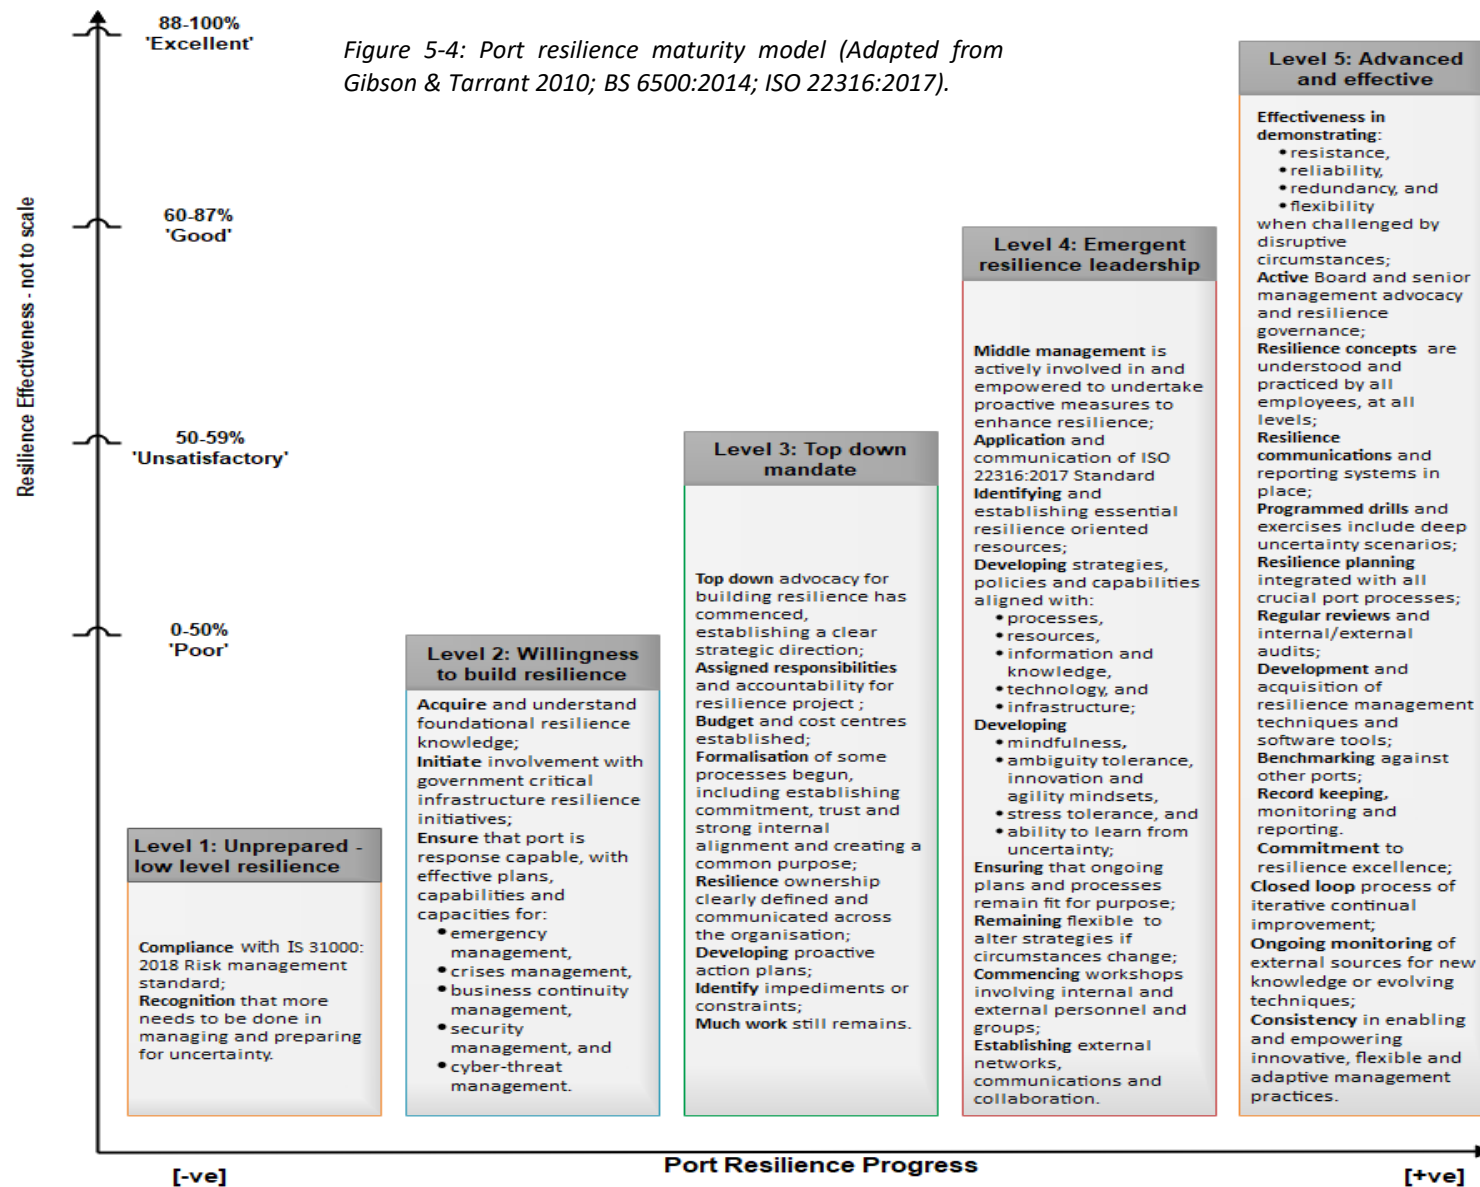 88-100%
'Excellent'
Figure 5-4: Port resilience maturity model (Adapted from
Gibson & Tarrant 2010; BS 6500:2014; ISO 22316:2017).
Resilience Effectiveness - not to scale
60-87%
'Good'
50-59%
'Unsatisfactory'
0-50%
'Poor'
Level 1: Unprepared -
low level resilience
Compliance with IS 31000:
2018 Risk management
standard;
Recognition that more
needs to be done in
managing and preparing
for uncertainty.
Level 2: Willingness
to build resilience
Acquire and understand
foundational resilience
knowledge;
Initiate involvement with
government critical
infrastructure resilience
initiatives;
Ensure that port is
response capable, with
effective plans,
capabilities and
capacities for:
• emergency
management,
• crises management,
• business continuity
management,
• security
management, and
• cyber-threat
management.
Level 3: Top down
mandate
Top down advocacy for
building resilience has
commenced,
establishing a clear
strategic direction;
Assigned responsibilities
and accountability for
resilience project ;
Budget and cost centres
established;
Formalisation of some
processes begun,
including establishing
commitment, trust and
strong internal
alignment and creating a
common purpose;
Resilience ownership
clearly defined and
communicated across
the organisation;
Developing proactive
action plans;
Identify impediments or
constraints;
Much work still remains.
Level 4: Emergent
resilience leadership
Middle management is
actively involved in and
empowered to undertake
proactive measures to
enhance resilience;
Application and
communication of ISO
22316:2017 Standard
Identifying and
establishing essential
resilience oriented
resources;
Developing strategies,
policies and capabilities
aligned with:
• processes,
• resources,
• information and
knowledge,
• technology, and
• infrastructure;
Developing
• mindfulness,
• ambiguity tolerance,
innovation and
agility mindsets,
• stress tolerance, and
• ability to learn from
uncertainty;
Ensuring that ongoing
plans and processes
remain fit for purpose;
Remaining flexible to
alter strategies if
circumstances change;
Commencing workshops
involving internal and
external personnel and
groups;
Establishing external
networks,
communications and
collaboration.
Level 5: Advanced
and effective
Effectiveness in
demonstrating:
• resistance,
• reliability,
• redundancy, and
• flexibility
when challenged by
disruptive
circumstances;
Active Board and senior
management advocacy
and resilience
governance;
Resilience concepts are
understood and
practiced by all
employees, at all
levels;
Resilience
communications and
reporting systems in
place;
Programmed drills and
exercises include deep
uncertainty scenarios;
Resilience planning
integrated with all
crucial port processes;
Regular reviews and
internal/external
audits;
Development and
acquisition of
resilience management
techniques and
software tools;
Benchmarking against
other ports;
Record keeping,
monitoring and
reporting.
Commitment to
resilience excellence;
Closed loop process of
iterative continual
improvement;
Ongoing monitoring of
external sources for new
knowledge or evolving
techniques;
Consistency in enabling
and empowering
innovative, flexible and
adaptive management
practices.
[-ve]
Port Resilience Progress
[+ve]